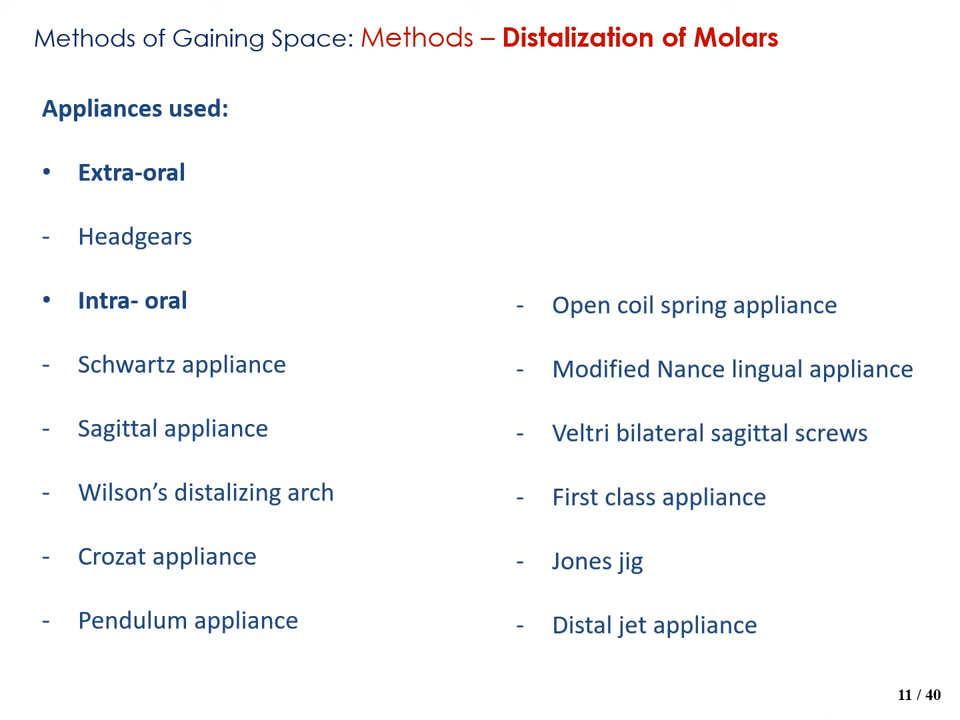 Methods of Gaining Space: Methods – Distalization of Molars
Appliances used:
• Extra-oral
- Headgears
• Intra- oral
- Schwartz appliance
- Sagittal appliance
- Wilson’s distalizing arch
- Crozat appliance
- Pendulum appliance
- Open coil spring appliance
- Modified Nance lingual appliance
- Veltri bilateral sagittal screws
- First class appliance
- Jones jig
- Distal jet appliance
11 / 40